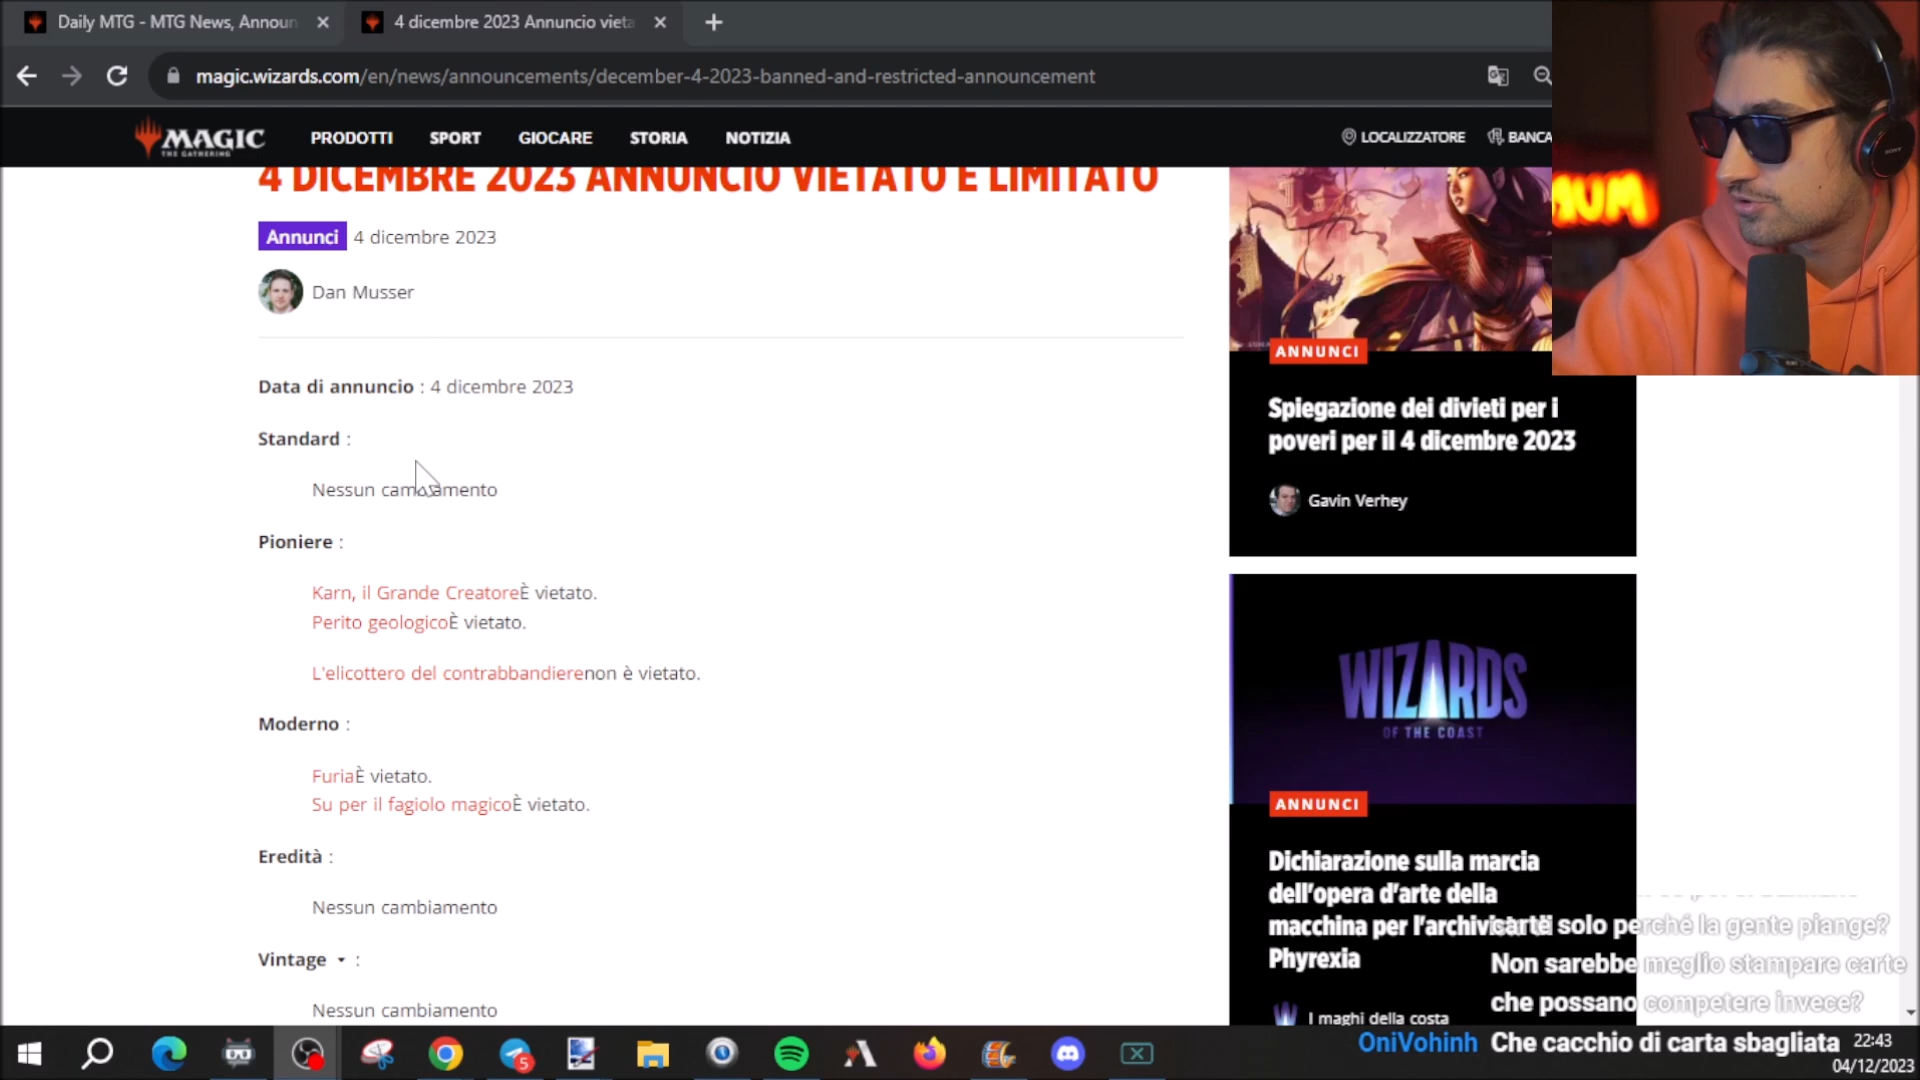 Daily MTG - MTG News, Announ
4 dicembre 2023 Annuncio vieta
magic.wizards.com/en/news/announcements/december-4-2023-banned-and-restricted-announcement
MAGIC
THE GATHERING
PRODOTTI
SPORT
GIOCARE
STORIA
NOTIZIA
LOCALIZZATORE
BANCA
4 DICEMBRE 2023 ANNUNCIO VIETATO E LIMITATO
Annunci 4 dicembre 2023
Dan Musser
Data di annuncio : 4 dicembre 2023
Standard :
Nessun cambiamento
Pioniere :
Karn, il Grande CreatoreÈ vietato.
Perito geologicoÈ vietato.
L'elicottero del contrabbandierenon è vietato.
Moderno :
FuriaÈ vietato.
Su per il fagiolo magicoÈ vietato.
Eredità :
Nessun cambiamento
Vintage :
Nessun cambiamento
ANNUNCI
Spiegazione dei divieti per i
poveri per il 4 dicembre 2023
Gavin Verhey
WIZARDS
OF THE COAST
ANNUNCI
Dichiarazione sulla marcia
dell'opera d'arte della
macchina per l'archivista di
Phyrexia
I maghi della costa
SONY
MUM
carte solo perché la gente piange?
Non sarebbe meglio stampare carte
che possano competere invece?
OniVohinh Che cacchio di carta sbagliata
5
22:43
04/12/2023